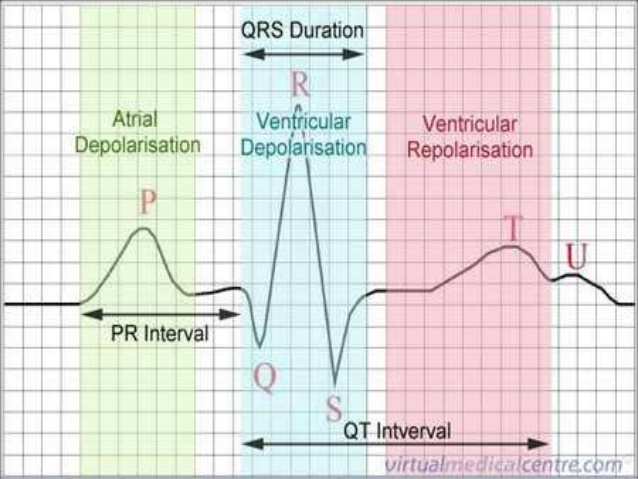 QRS Duration
R
Atrial
Depolarisation
Ventricular
Depolarisation
Ventricular
Repolarisation
P
T
U
PR Interval
Q
S
QT Intverval
virtualmedicalcentre.com